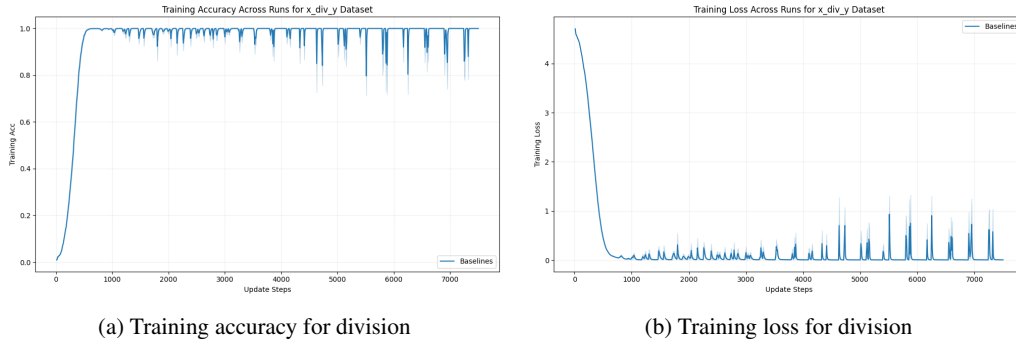 Training Accuracy Across Runs for x_div_y Dataset
1.0
0.8
0.6
0.4
0.2
0.0
Training Acc
0
1000
2000
3000
4000
5000
6000
7000
Update Steps
Baselines
(a) Training accuracy for division
Training Loss Across Runs for x_div_y Dataset
Baselines
4
3
2
1
0
Training Loss
0
1000
2000
3000
4000
5000
6000
7000
Update Steps
(b) Training loss for division